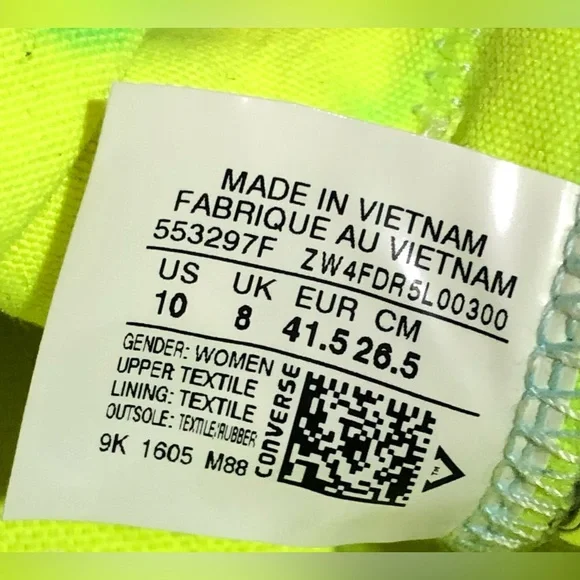 MADE IN VIETNAM
FABRIQUE AU VIETNAM
553297F ZW4FDR5L00300
US UK EUR CM
10 8 41.5 26.5
GENDER: WOMEN
UPPER: TEXTILE
LINING: TEXTILE
OUTSOLE: TEXTILE/RUBBER
9K 1605 M88
CONVERSE
™